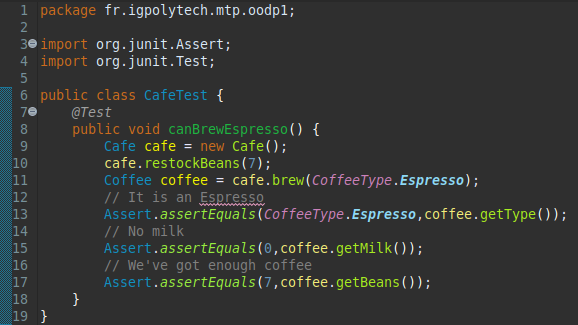 1 package fr.igpolytech.mtp.oodp1;
2
3 import org.junit.Assert;
4 import org.junit.Test;
5
6 public class CafeTest {
7     @Test
8     public void canBrewEspresso() {
9         Cafe cafe = new Cafe();
10         cafe.restockBeans(7);
11         Coffee coffee = cafe.brew(CoffeeType.Espresso);
12         // It is an Espresso
13         Assert.assertEquals(CoffeeType.Espresso,coffee.getType());
14         // No milk
15         Assert.assertEquals(0,coffee.getMilk());
16         // We've got enough coffee
17         Assert.assertEquals(7,coffee.getBeans());
18     }
19 }